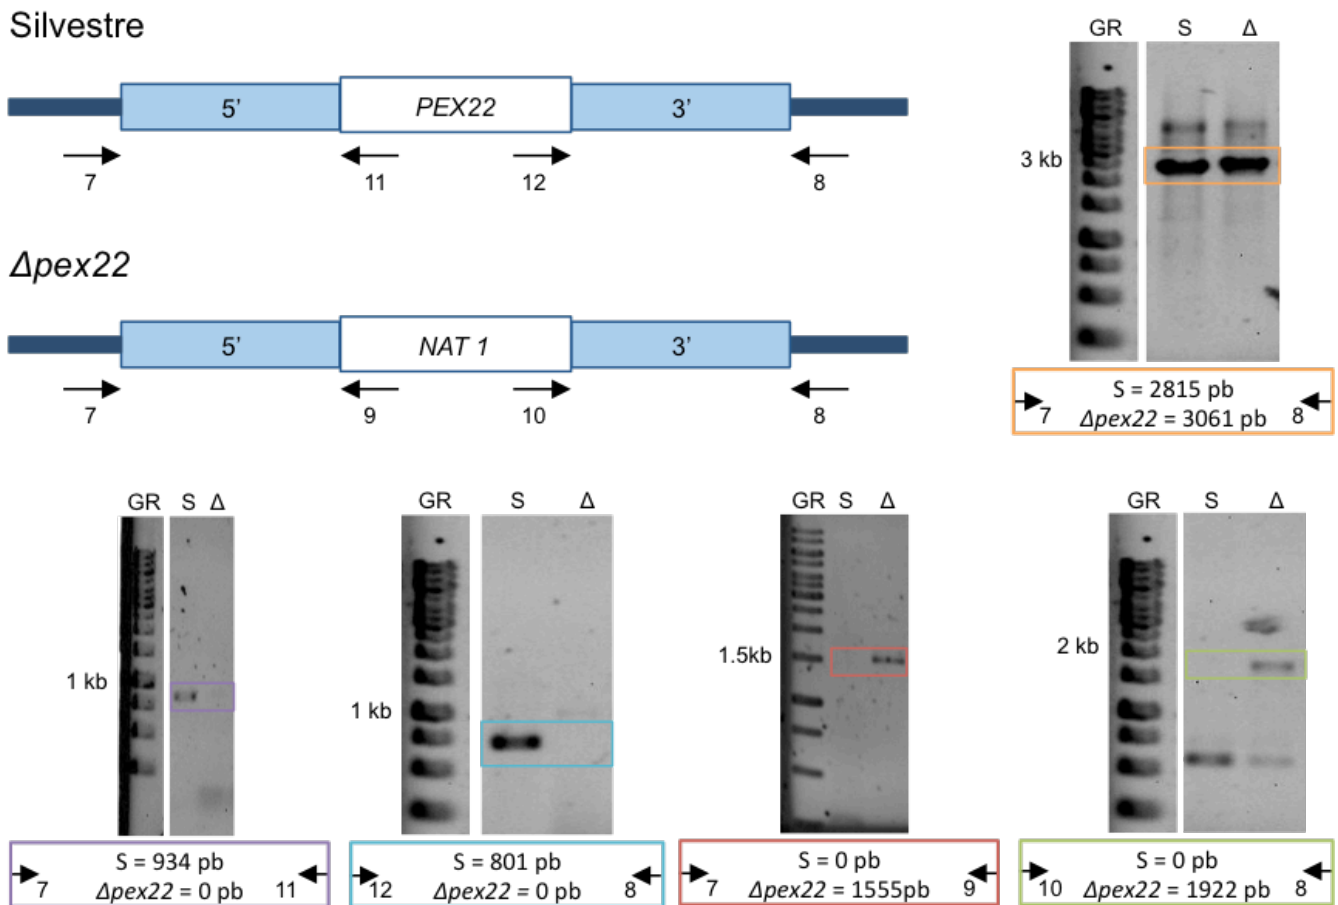 Silvestre
5' PEX22 3'
7 11 12 8
Δpex22
5' NAT 1 3'
7 9 10 8
GR S Δ
3 kb
S = 2815 pb
7 Δpex22 = 3061 pb 8
GR S Δ
1 kb
S = 934 pb
7 Δpex22 = 0 pb 11
GR S Δ
1 kb
S = 801 pb
12 Δpex22 = 0 pb 8
GR S Δ
1.5kb
S = 0 pb
7 Δpex22 = 1555pb 9
GR S Δ
2 kb
S = 0 pb
10 Δpex22 = 1922 pb 8